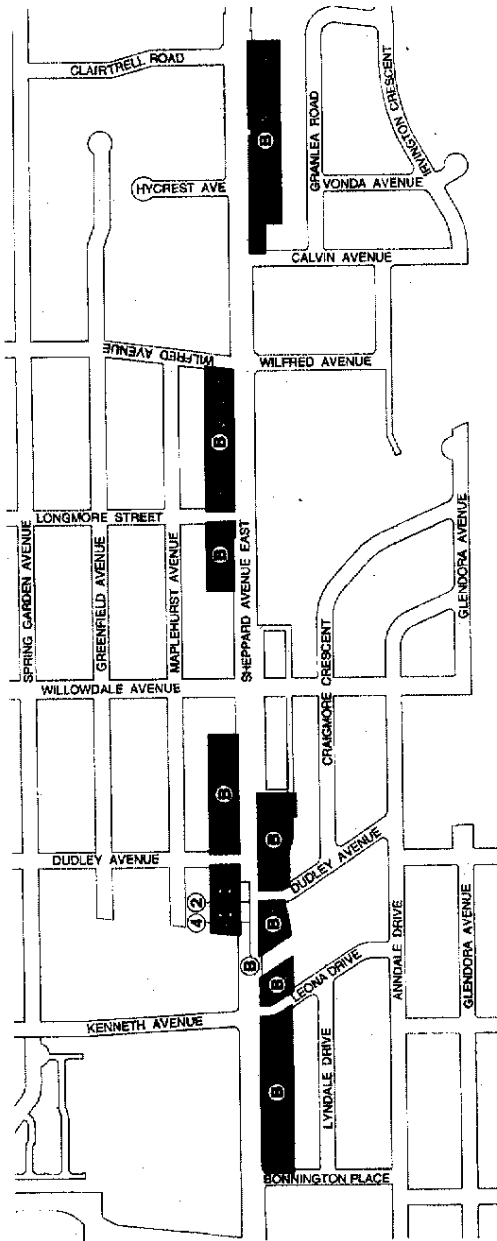 CLAIRTRELL ROAD
B
GRANLEA ROAD
IRVINGTON CRESCENT
HYCREST AVE
VONDA AVENUE
CALVIN AVENUE
WILFRED AVENUE
WILFRED AVENUE
B
LONGMORE STREET
B
SPRING GARDEN AVENUE
GREENFIELD AVENUE
MAPLEHURST AVENUE
SHEPPARD AVENUE EAST
CRAIGMORE CRESCENT
GLENDORA AVENUE
WILLOWDALE AVENUE
B
B
DUDLEY AVENUE
DUDLEY AVENUE
4 2
B
B
B
LEONA DRIVE
ANNDALE DRIVE
GLENDORA AVENUE
KENNETH AVENUE
B
LYNDALE DRIVE
BONNINGTON PLACE